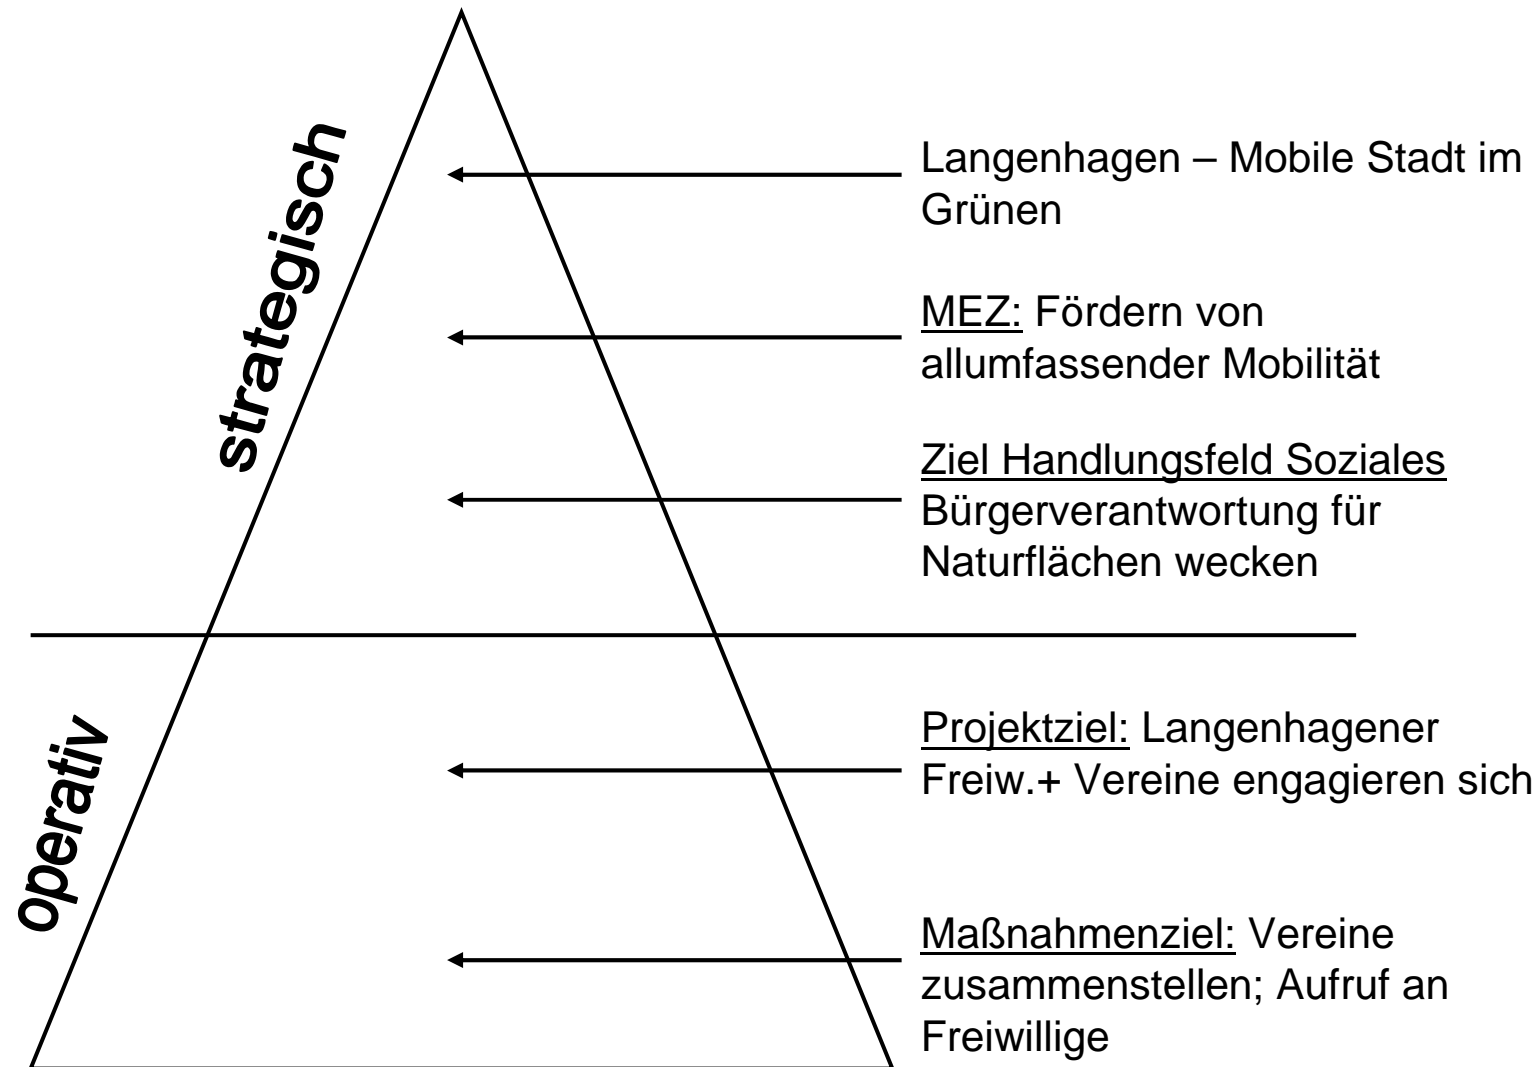 strategisch
Langenhagen – Mobile Stadt im
Grünen
MEZ: Fördern von
allumfassender Mobilität
Ziel Handlungsfeld Soziales
Bürgerverantwortung für
Naturflächen wecken
operativ
Projektziel: Langenhagener
Freiw.+ Vereine engagieren sich
Maßnahmenziel: Vereine
zusammenstellen; Aufruf an
Freiwillige